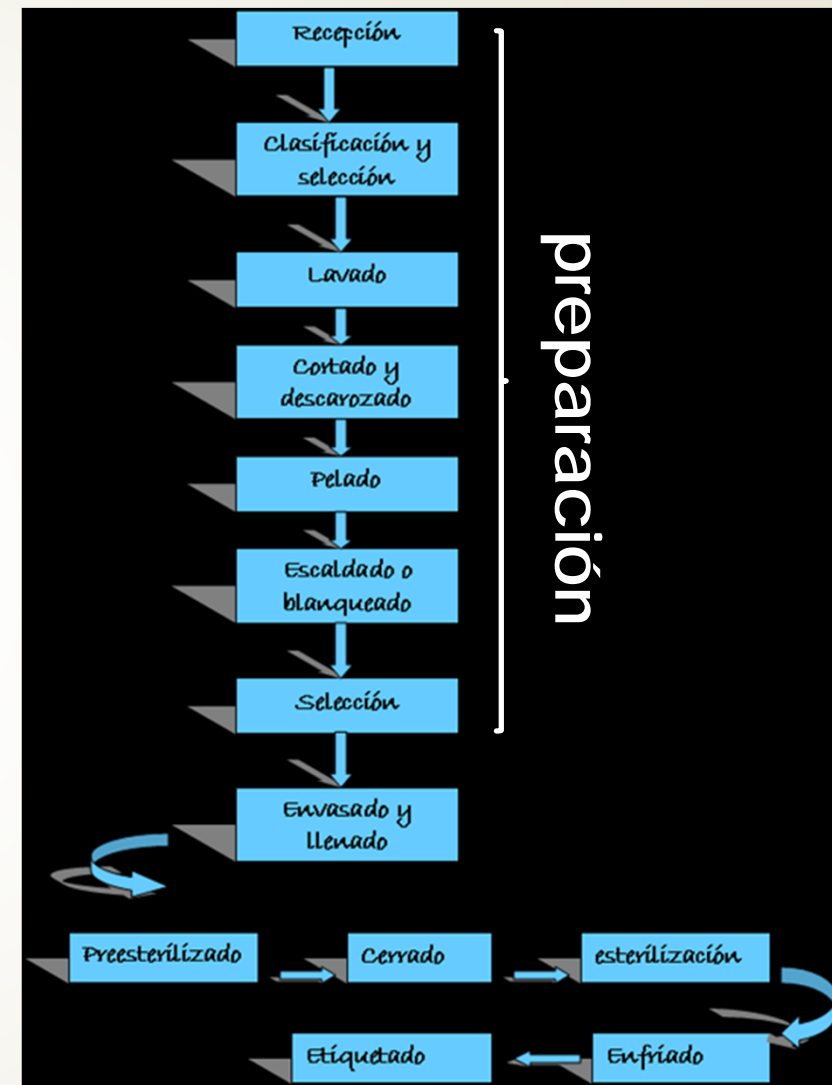 Recepción
Clasificación y
selección
Lavado
Cortado y
descarozado
Pelado
Escaldado o
blanqueado
Selección
preparación
Envasado y
llenado
Preesterilizado
Cerrado
esterilización
Enfriado
Etiquetado